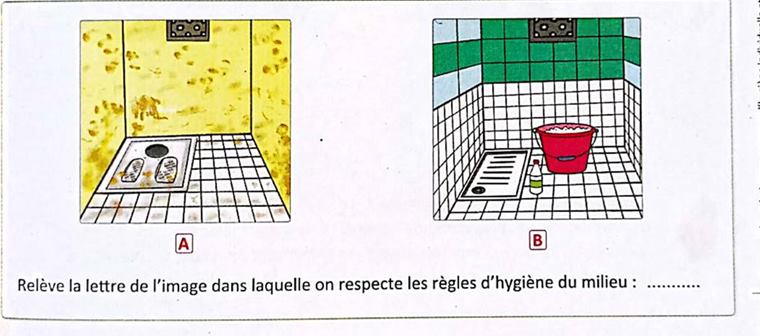 A
B
Relève la lettre de l'image dans laquelle on respecte les règles d'hygiène du milieu : ...........